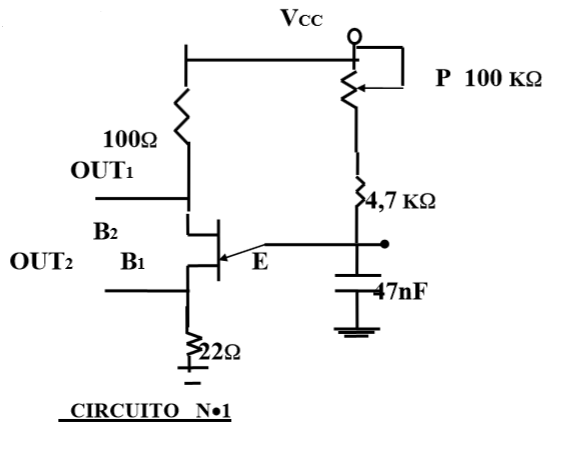 VCC
P 100 KΩ
100Ω
OUT1
4,7 KΩ
B2
OUT2 B1 E
47nF
22Ω
CIRCUITO N•1